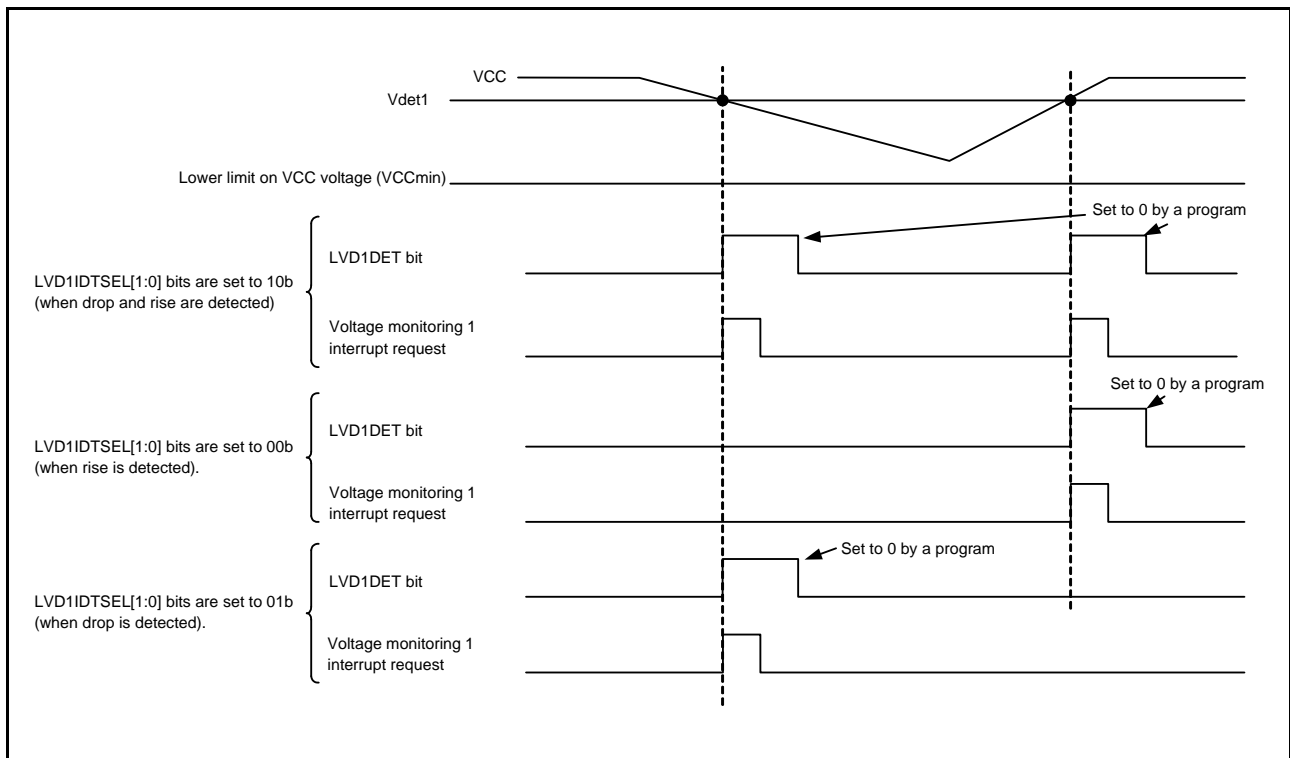 VCC
Vdet1
Lower limit on VCC voltage (VCCmin)
Set to 0 by a program
LVD1IDTSEL[1:0] bits are set to 10b
(when drop and rise are detected)
LVD1DET bit
Voltage monitoring 1
interrupt request
Set to 0 by a program
LVD1IDTSEL[1:0] bits are set to 00b
(when rise is detected).
LVD1DET bit
Voltage monitoring 1
interrupt request
Set to 0 by a program
LVD1IDTSEL[1:0] bits are set to 01b
(when drop is detected).
LVD1DET bit
Voltage monitoring 1
interrupt request